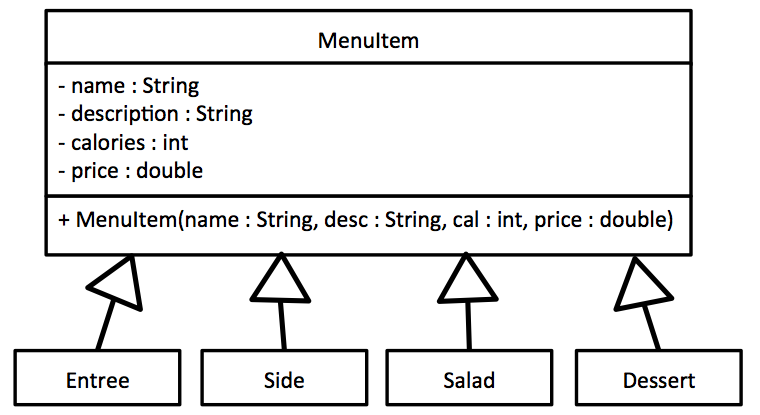 MenuItem
- name : String
- description : String
- calories : int
- price : double
+ MenuItem(name : String, desc : String, cal : int, price : double)
Entree
Side
Salad
Dessert